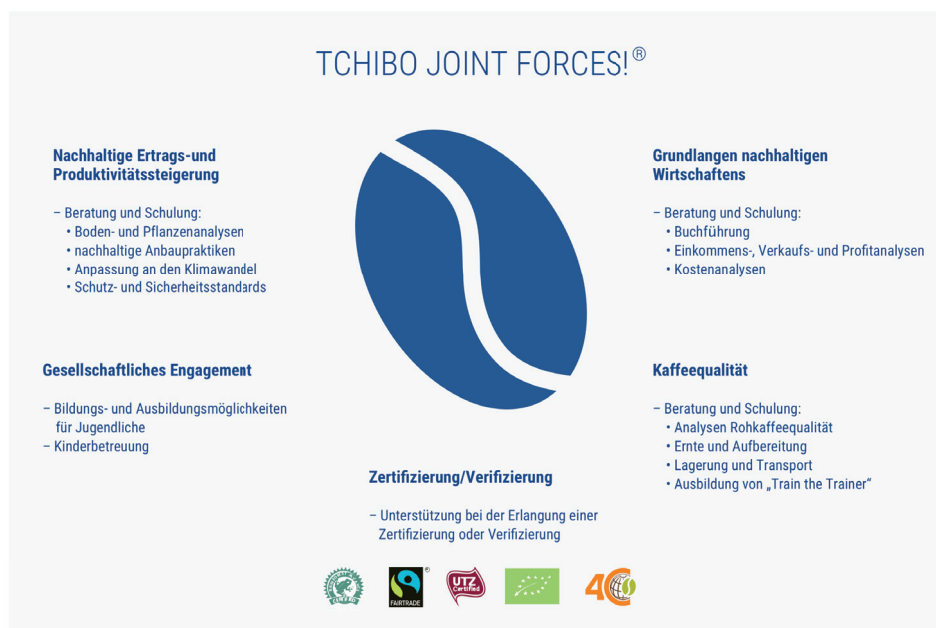 TCHIBO JOINT FORCES!®
Nachhaltige Ertrags-und
Produktivitätssteigerung
– Beratung und Schulung:
• Boden- und Pflanzenanalysen
• nachhaltige Anbaupraktiken
• Anpassung an den Klimawandel
• Schutz- und Sicherheitsstandards
Grundlangen nachhaltigen
Wirtschaftens
– Beratung und Schulung:
• Buchführung
• Einkommens-, Verkaufs- und Profitanalysen
• Kostenanalysen
Gesellschaftliches Engagement
– Bildungs- und Ausbildungsmöglichkeiten
für Jugendliche
– Kinderbetreuung
Kaffeequalität
– Beratung und Schulung:
• Analysen Rohkaffeequalität
• Ernte und Aufbereitung
• Lagerung und Transport
• Ausbildung von „Train the Trainer“
Zertifizierung/Verifizierung
– Unterstützung bei der Erlangung einer
Zertifizierung oder Verifizierung
FAIRTRADE ®
UTZ
Certified
4C